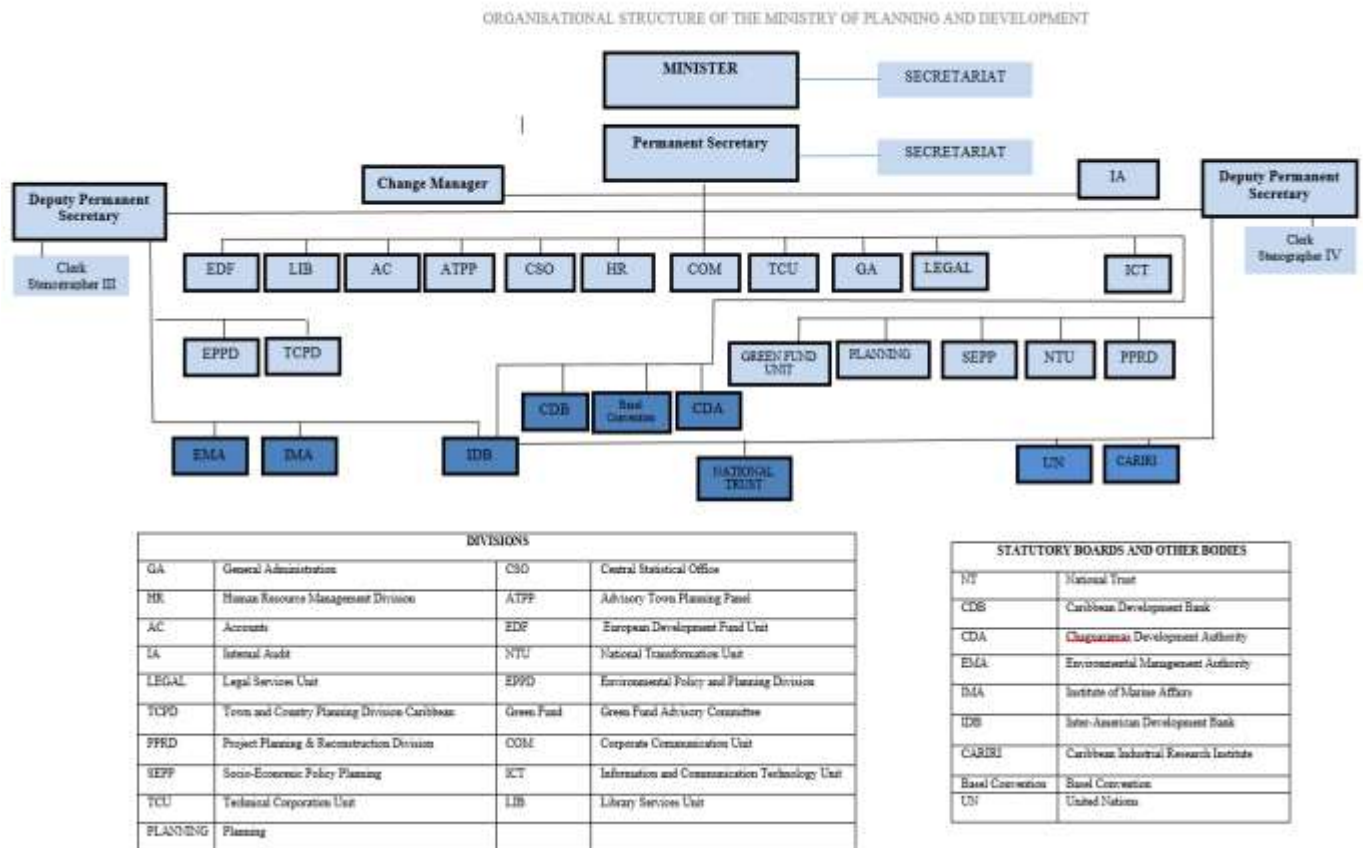 ORGANISATIONAL STRUCTURE OF THE MINISTRY OF PLANNING AND DEVELOPMENT
MINISTER
SECRETARIAT
Permanent Secretary
SECRETARIAT
Change Manager
IA
Deputy Permanent
Secretary
Deputy Permanent
Secretary
Clerk
Stenographer III
Clerk
Stenographer IV
EDF
LIB
AC
ATPP
CSO
HR
COM
TCU
GA
LEGAL
ICT
EPPD
TCPD
GREEN FUND
UNIT
PLANNING
SEPP
NTU
PPRD
CDB
Basel
Convention
CDA
EMA
IMA
IDB
NATIONAL
TRUST
UN
CARIRI
DIVISIONS
GA General Administration CSO Central Statistical Office
HR Human Resource Management Division ATPP Advisory Town Planning Panel
AC Accounts EDF European Development Fund Unit
IA Internal Audit NTU National Transformation Unit
LEGAL Legal Services Unit EPPD Environmental Policy and Planning Division
TCPD Town and Country Planning Division Caribbean Green Fund Green Fund Advisory Committee
PPRD Project Planning & Reconstruction Division COM Corporate Communication Unit
SEPP Socio-Economic Policy Planning ICT Information and Communication Technology Unit
TCU Technical Corporation Unit LIB Library Services Unit
PLANNING Planning
STATUTORY BOARDS AND OTHER BODIES
NT National Trust
CDB Caribbean Development Bank
CDA Chaguaramas Development Authority
EMA Environmental Management Authority
IMA Institute of Marine Affairs
IDB Inter-American Development Bank
CARIRI Caribbean Industrial Research Institute
Basel Convention Basel Convention
UN United Nations